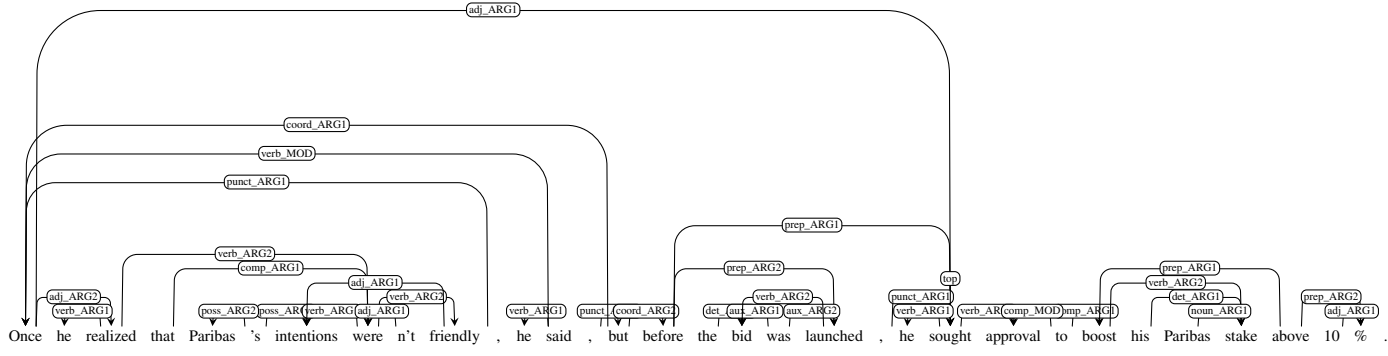 adj_ARG1
coord_ARG1
verb_MOD
punct_ARG1
prep_ARG1
verb_ARG2
comp_ARG1 prep_ARG2 prep_ARG1
adj_ARG1 top verb_ARG2
adj_ARG2 verb_ARG2 verb_ARG2 punct_ARG1 det_ARG1 prep_ARG2
verb_ARG1 poss_ARG2 adj_ARG1 verb_ARG1 coord_ARG2 aux_ARG1 aux_ARG2 verb_ARG1 comp_MOD noun_ARG1 adj_ARG1
Once he realized that Paribas 's intentions were n't friendly , he said , but before the bid was launched , he sought approval to boost his Paribas stake above 10 % .